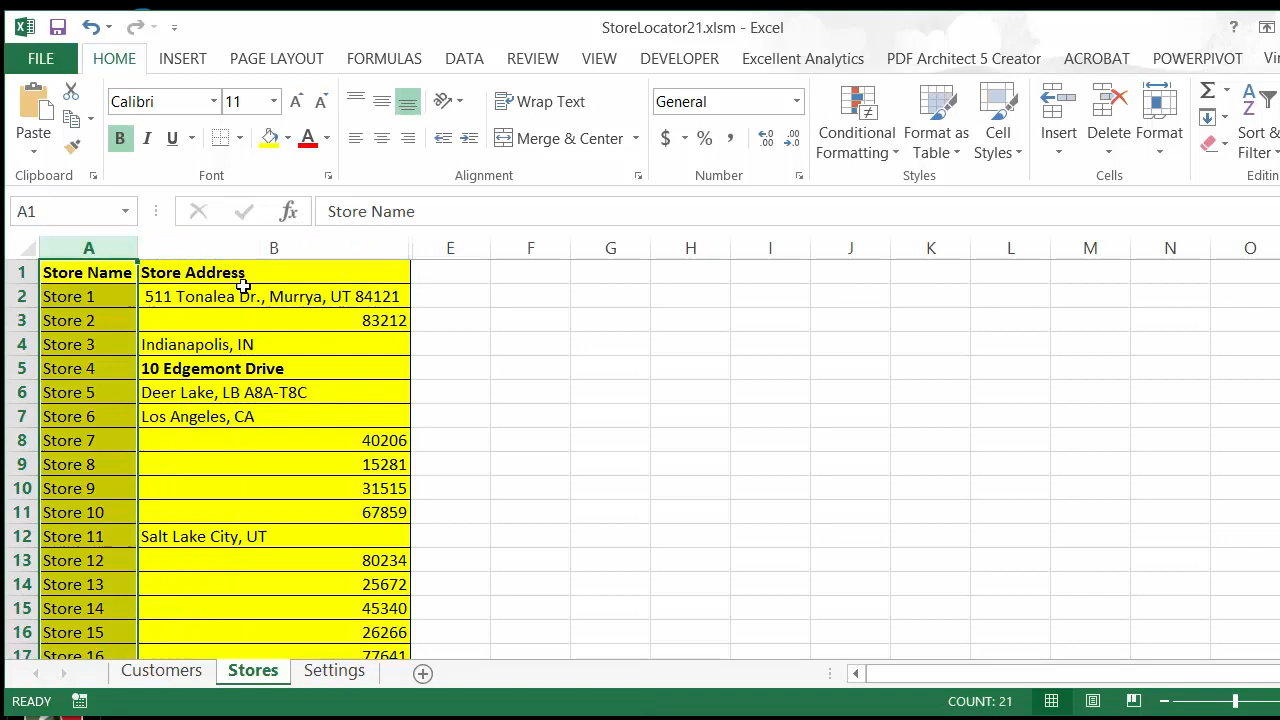 StoreLocator21.xlsm - Excel
?
FILE HOME INSERT PAGE LAYOUT FORMULAS DATA REVIEW VIEW DEVELOPER Excellent Analytics PDF Architect 5 Creator ACROBAT POWERPIVOT
Calibri 11 A A Wrap Text General Σ A Z
Paste B I U A Merge & Center $ % , Conditional Formatting Format as Table Cell Styles Insert Delete Format Sort & Filter
Clipboard Font Alignment Number Styles Cells
A1 fx Store Name
A B E F G H I J K L M N O
1 Store Name Store Address
2 Store 1 511 Tonalea Dr., Murrya, UT 84121
3 Store 2 83212
4 Store 3 Indianapolis, IN
5 Store 4 10 Edgemont Drive
6 Store 5 Deer Lake, LB A8A-T8C
7 Store 6 Los Angeles, CA
8 Store 7 40206
9 Store 8 15281
10 Store 9 31515
11 Store 10 67859
12 Store 11 Salt Lake City, UT
13 Store 12 80234
14 Store 13 25672
15 Store 14 45340
16 Store 15 26266
17 Store 16 77641
Customers Stores Settings
READY COUNT: 21